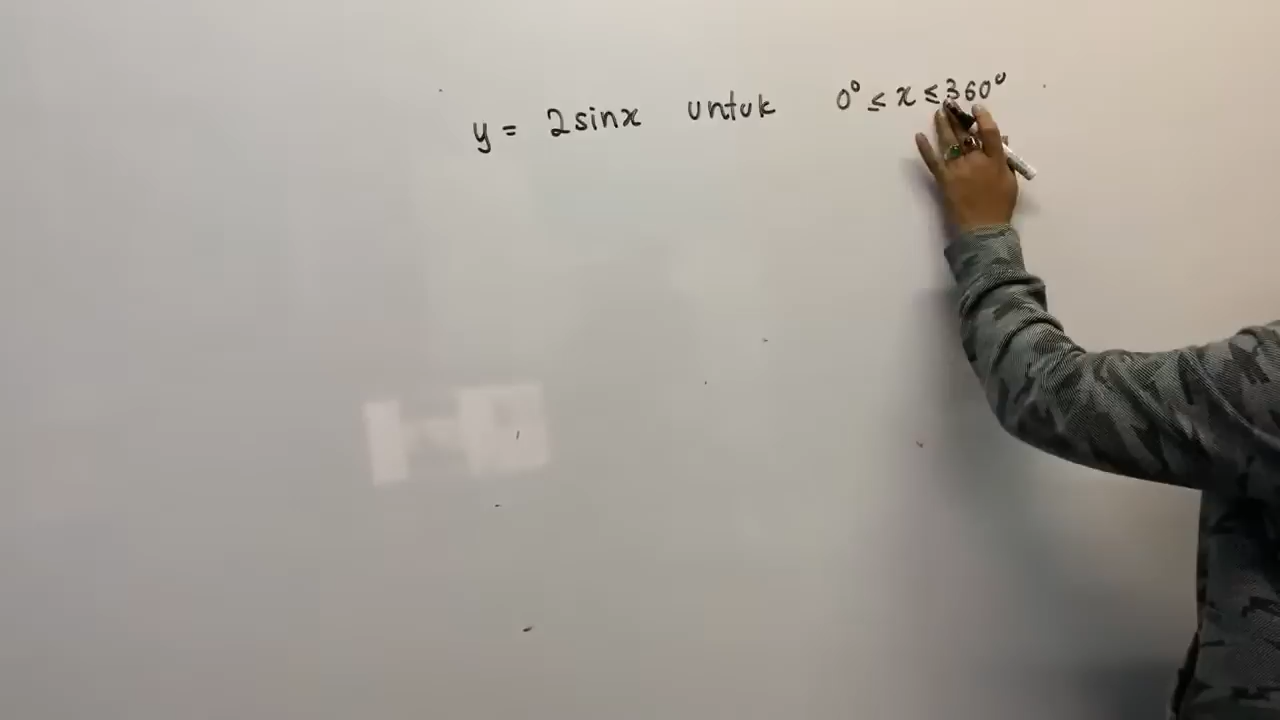 y = 2sinx untuk 0° ≤ x ≤ 360°